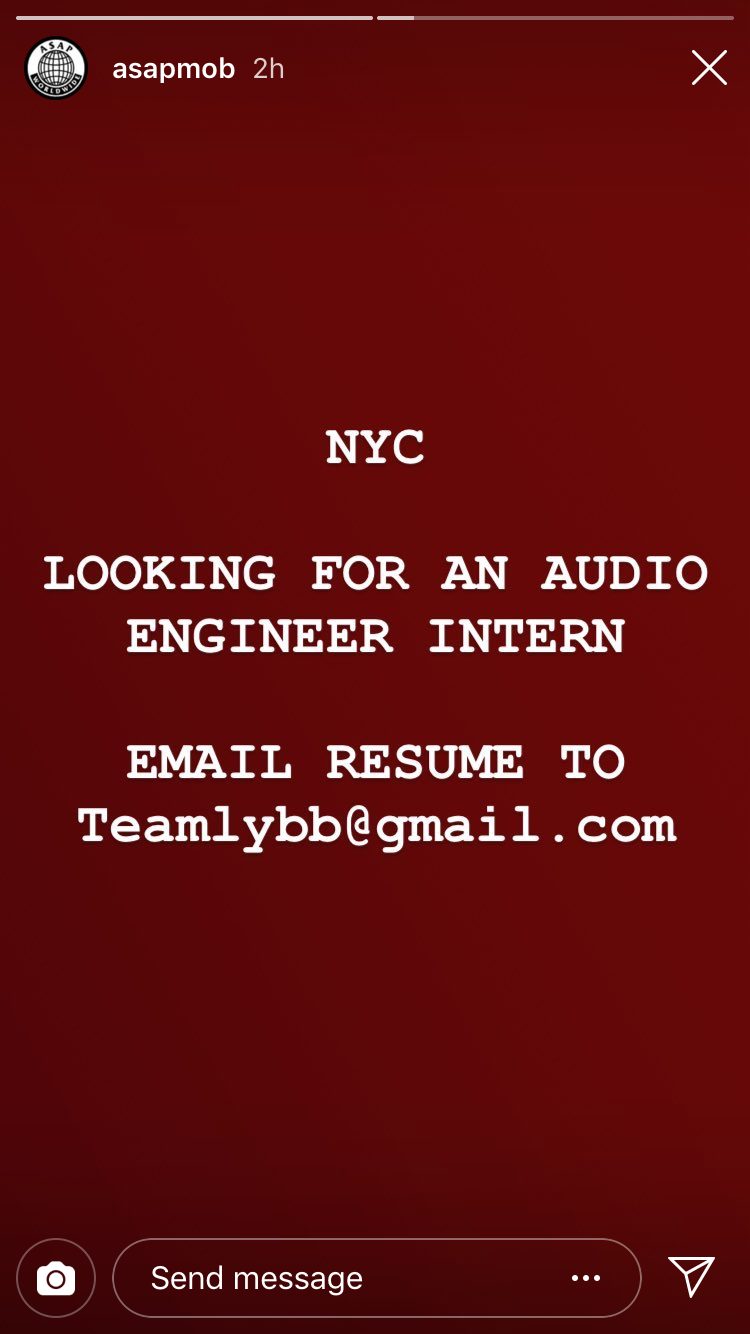 ASAP
WORLDWIDE
asapmob 2h
NYC
LOOKING FOR AN AUDIO
ENGINEER INTERN
EMAIL RESUME TO
Teamlybb@gmail.com
Send message